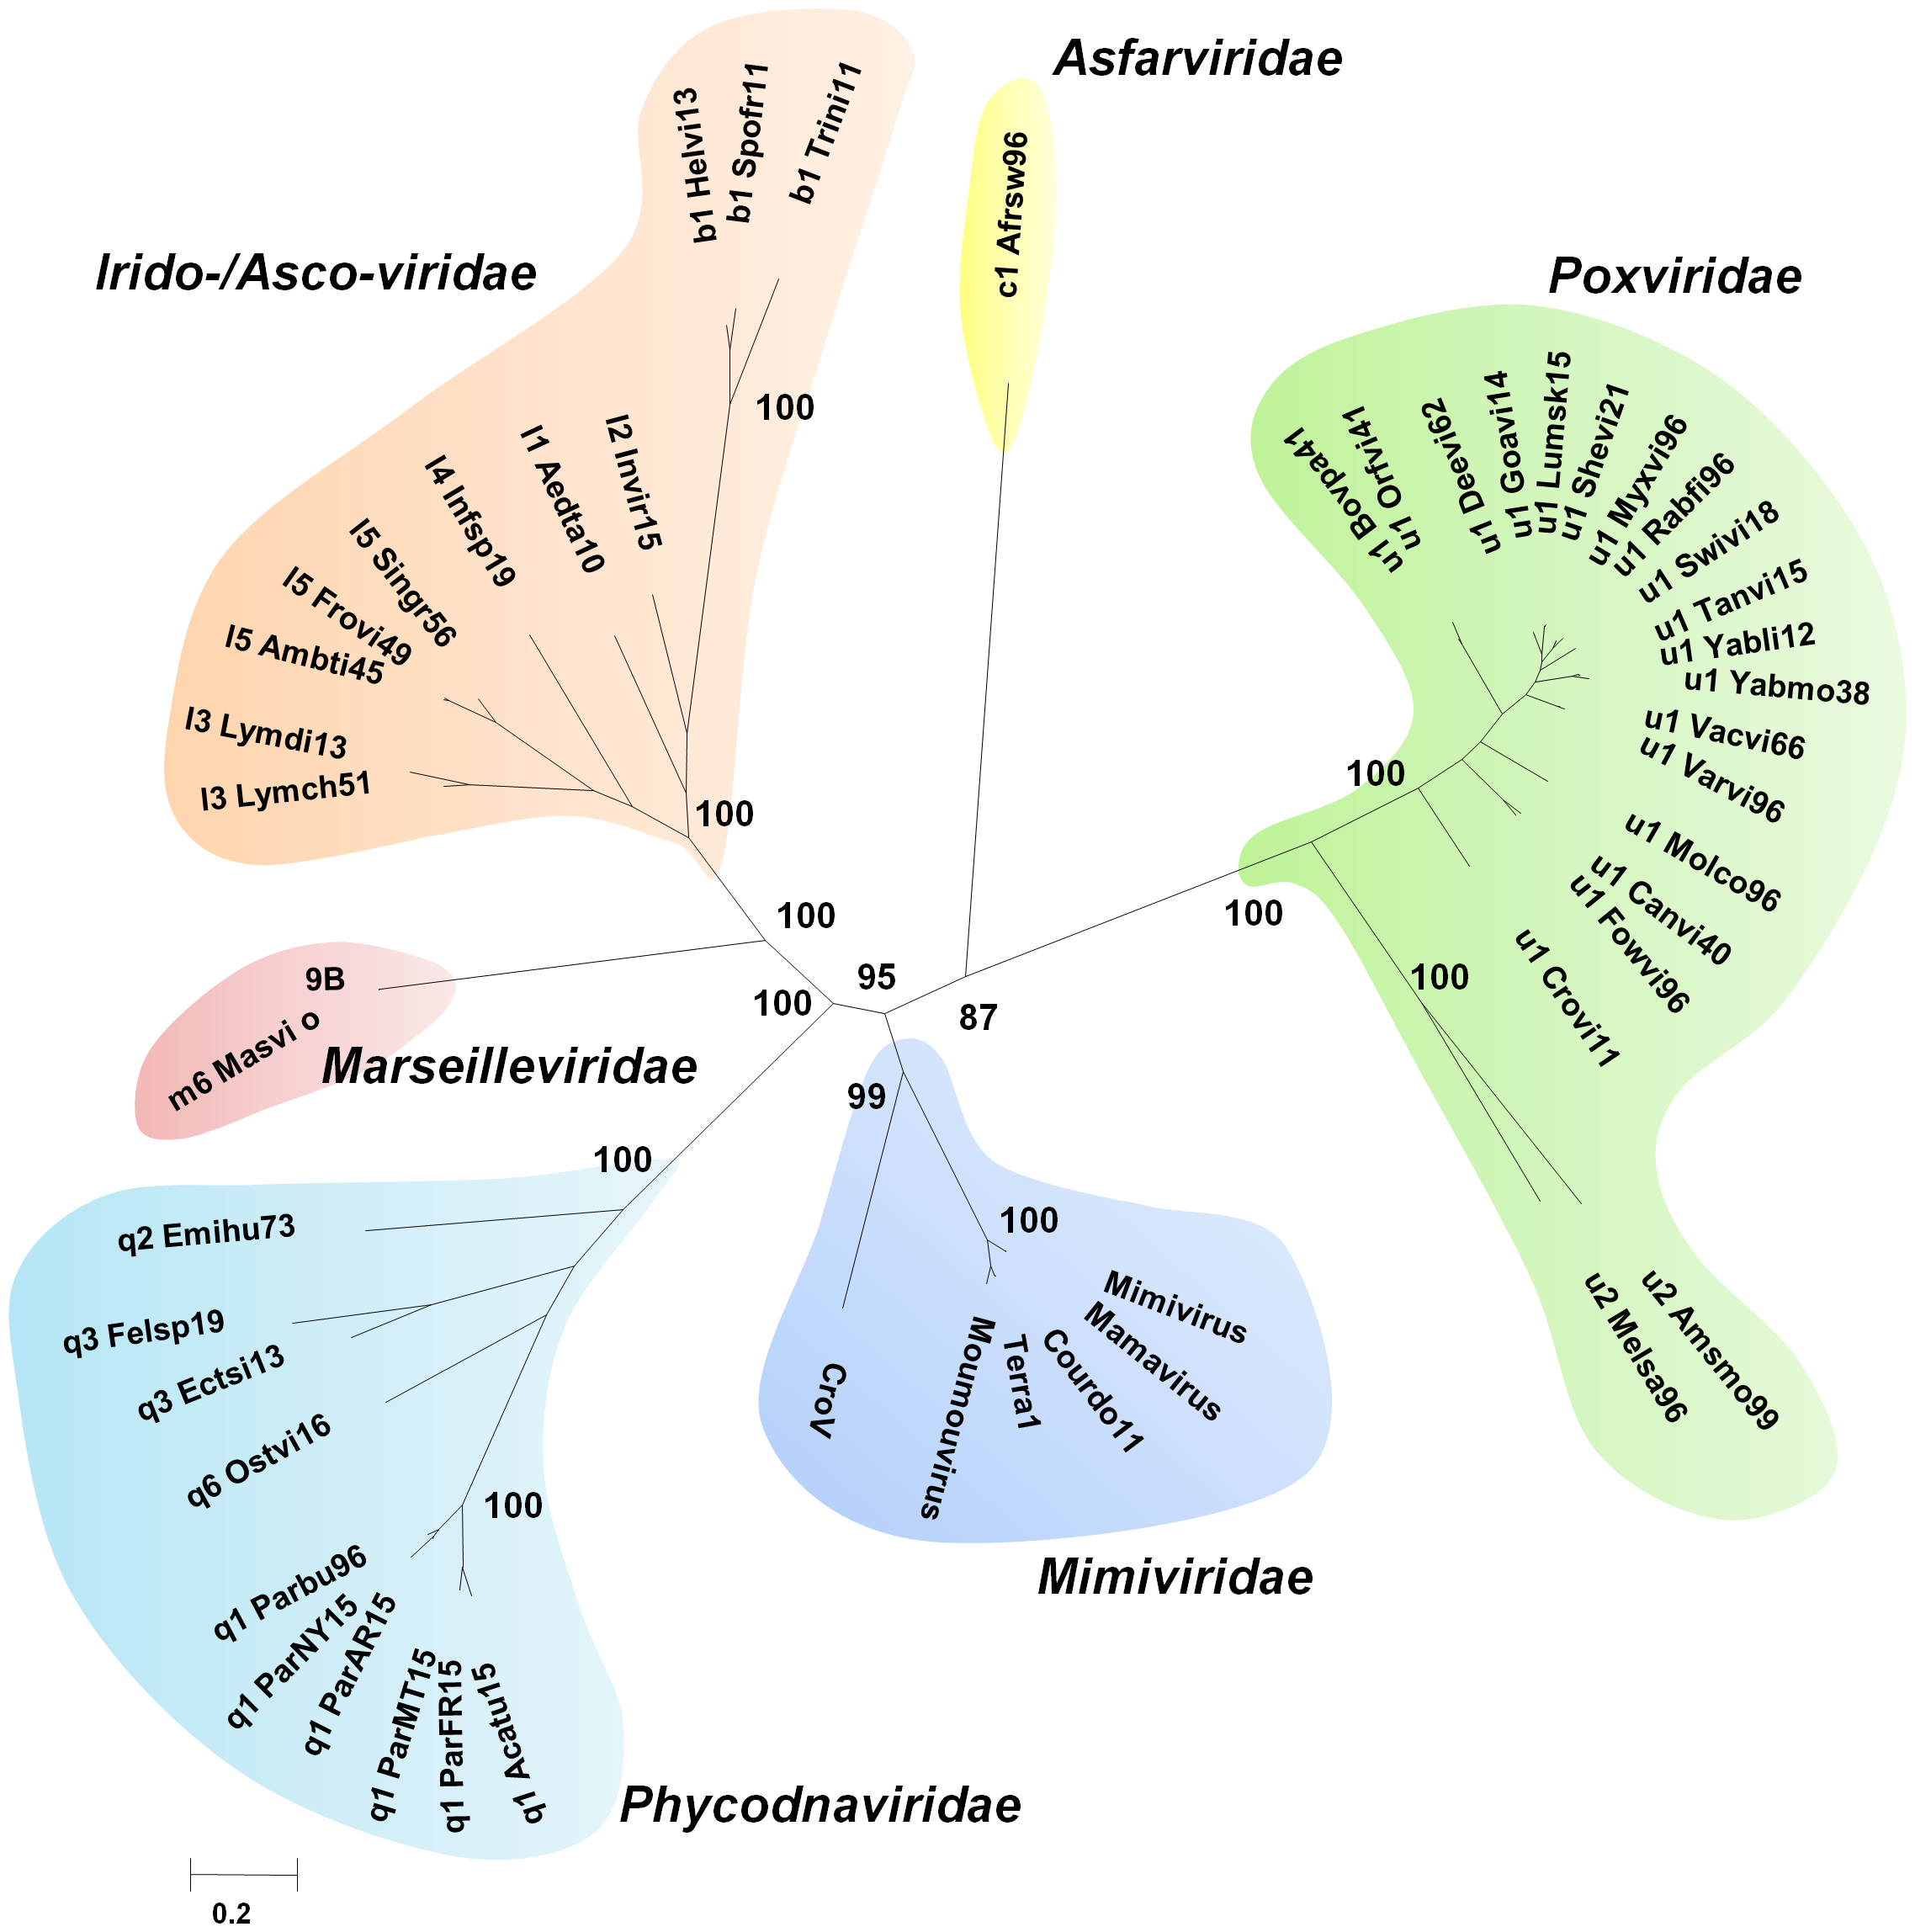 Asfarviridae
c1 Afrsw96
Irido-/Asco-viridae
b1 Helvi13
b1 Spofr11
b1 Trini11
100
l2 Invir15
l1 Aedta10
l4 Infsp19
l5 Singr56
l5 Frovi49
l5 Ambti45
l3 Lymdi13
l3 Lymch51
100
Poxviridae
u1 Bovpa41
u1 Orfvi41
u1 Deevi62
u1 Goavi14
u1 Lumsk15
u1 Shevi21
u1 Myxvi96
u1 Rabfi96
u1 Swivi18
u1 Tanvi15
u1 Yabli12
u1 Yabmo38
u1 Vacvi66
u1 Varvi96
u1 Molco96
u1 Canvi40
u1 Fowvi96
u1 Crovi11
100
100
100
u2 Amsmo99
u2 Melsa96
100
95
100
87
9B
m6 Masvi o
Marseilleviridae
99
100
Mimivirus
Mamavirus
Courdo11
Terra1
Moumouvirus
CroV
Mimiviridae
100
q2 Emihu73
q3 Felsp19
q3 Ectsi13
q6 Ostvi16
100
q1 Parbu96
q1 ParNY15
q1 ParAR15
q1 ParMT15
q1 ParFR15
q1 Acatu15
Phycodnaviridae
0.2